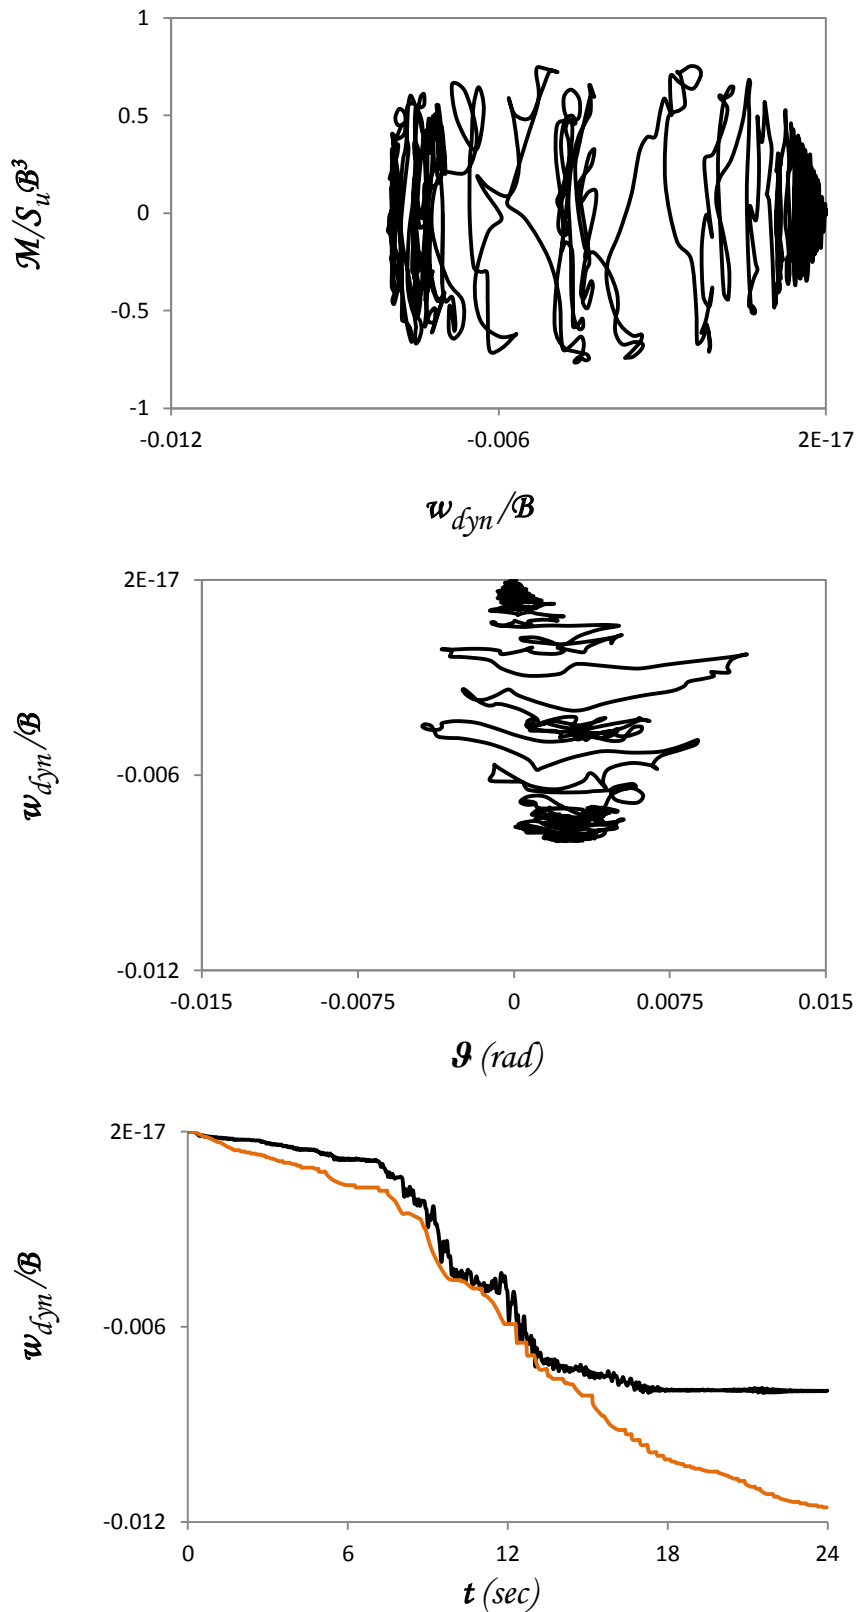 1
0.5
M/SuB³
0
-0.5
-1
-0.012 -0.006 2E-17
wdyn/B
2E-17
wdyn/B
-0.006
-0.012
-0.015 -0.0075 0 0.0075 0.015
ϑ (rad)
2E-17
wdyn/B
-0.006
-0.012
0 6 12 18 24
t (sec)